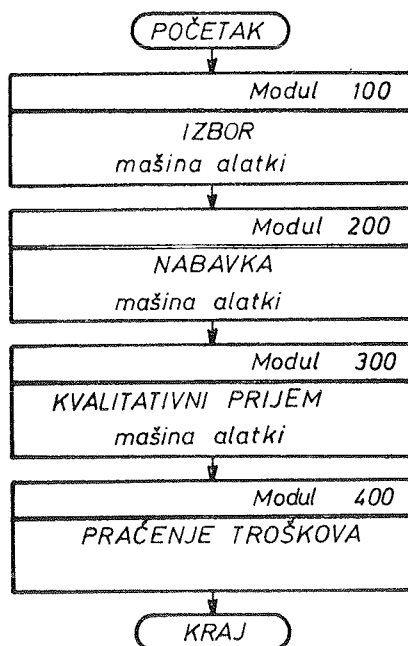 POČETAK
Modul 100
IZBOR
mašina alatki
Modul 200
NABAVKA
mašina alatki
Modul 300
KVALITATIVNI PRIJEM
mašina alatki
Modul 400
PRAĆENJE TROŠKOVA
KRAJ